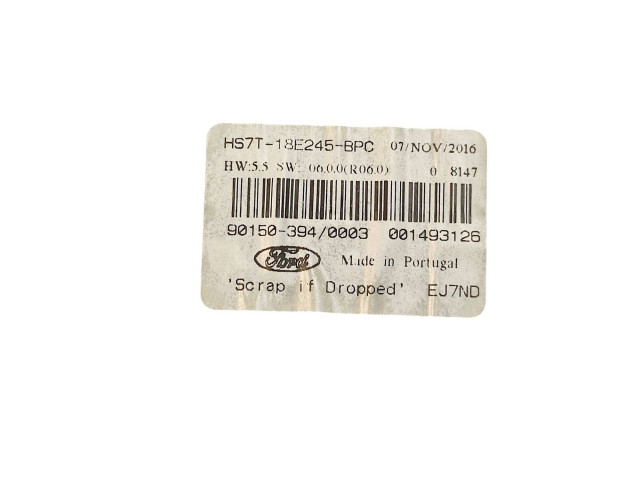 HS7T-18E245-BPC 07/NOV/2016
HW:5.5 SW: 06.0.0(R06.0) 0 8147
90150-394/0003 001493126
Ford Made in Portugal
'Scrap if Dropped' EJ7ND